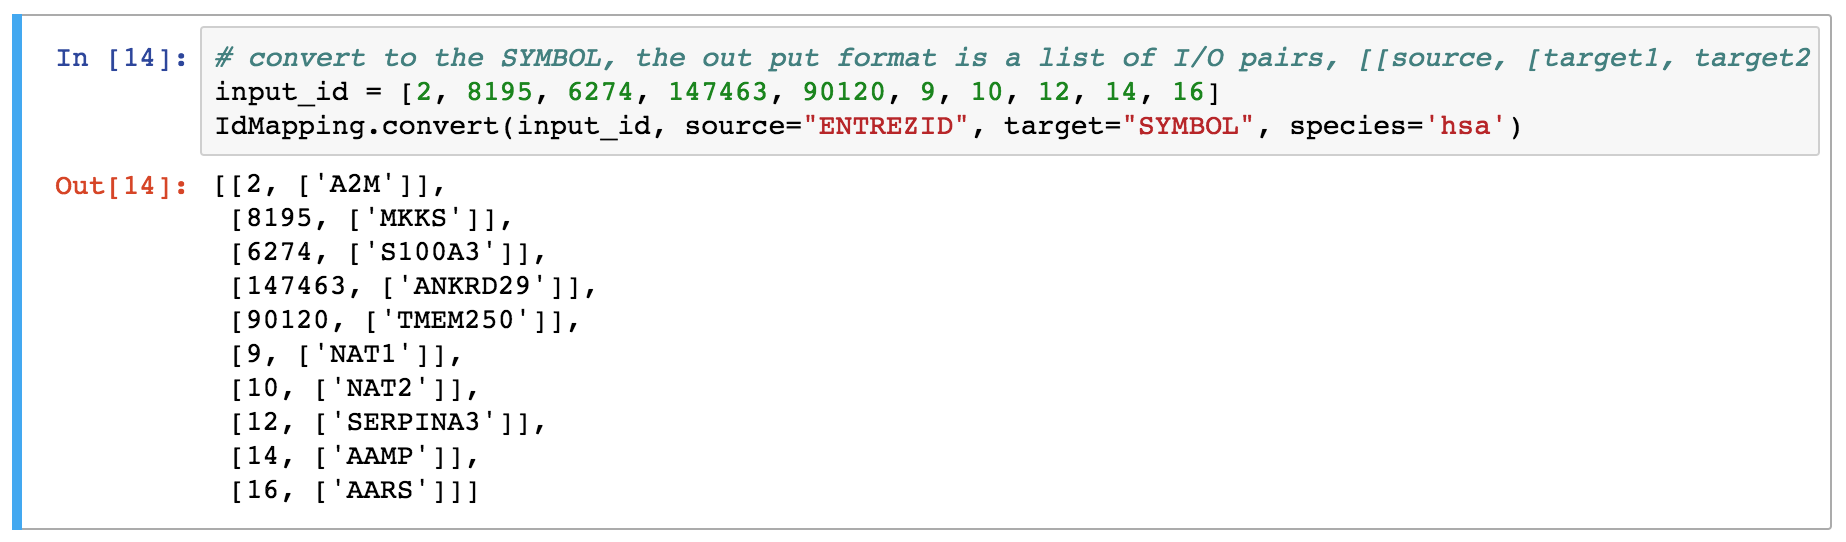 In [14]: # convert to the SYMBOL, the out put format is a list of I/O pairs, [[source, [target1, target2
input_id = [2, 8195, 6274, 147463, 90120, 9, 10, 12, 14, 16]
IdMapping.convert(input_id, source="ENTREZID", target="SYMBOL", species='hsa')
Out[14]: [[2, ['A2M']],
[8195, ['MKKS']],
[6274, ['S100A3']],
[147463, ['ANKRD29']],
[90120, ['TMEM250']],
[9, ['NAT1']],
[10, ['NAT2']],
[12, ['SERPINA3']],
[14, ['AAMP']],
[16, ['AARS']]]